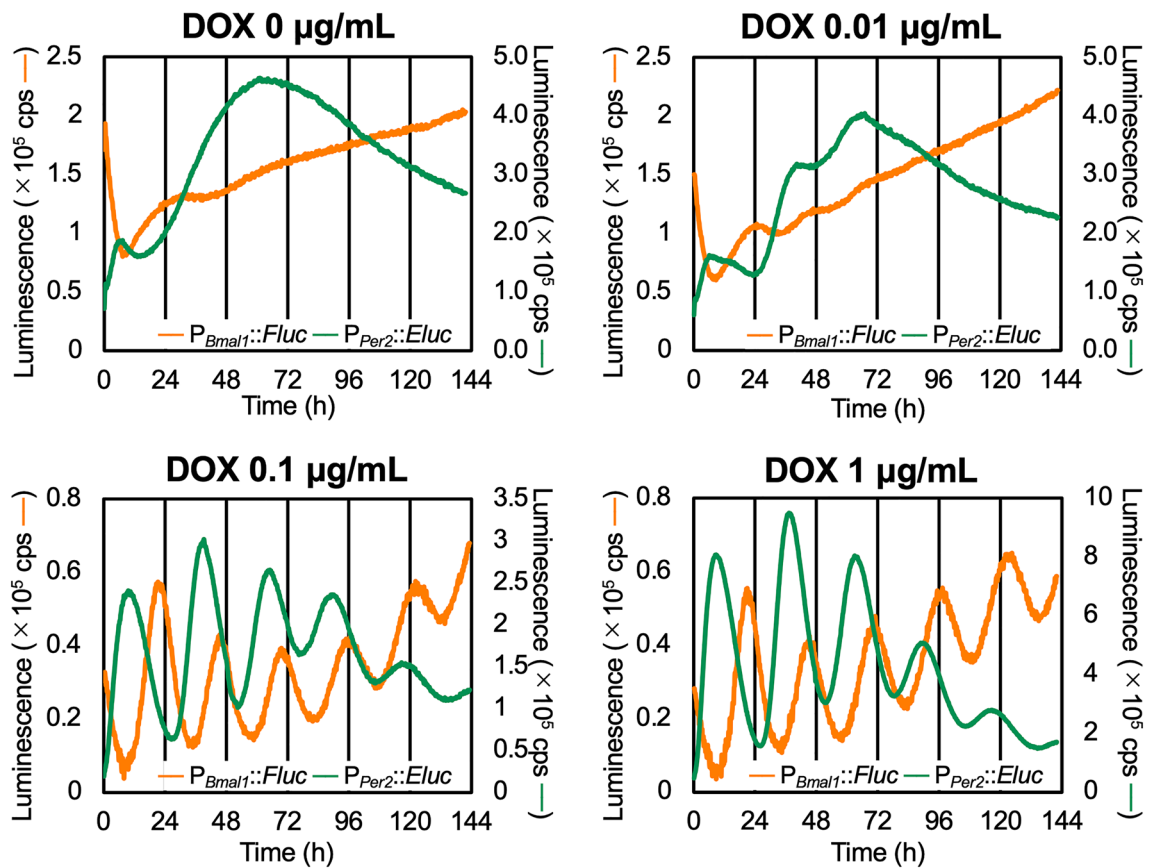 DOX 0 µg/mL
Luminescence ( × 10⁵ cps — )
2.5
2
1.5
1
0.5
0
5.0
4.0
3.0
2.0
1.0
0.0
Luminescence ( × 10⁵ cps — )
P_Bmal1::Fluc P_Per2::Eluc
0 24 48 72 96 120 144
Time (h)
DOX 0.01 µg/mL
Luminescence ( × 10⁵ cps — )
2.5
2
1.5
1
0.5
0
5.0
4.0
3.0
2.0
1.0
0.0
Luminescence ( × 10⁵ cps — )
P_Bmal1::Fluc P_Per2::Eluc
0 24 48 72 96 120 144
Time (h)
DOX 0.1 µg/mL
Luminescence ( × 10⁵ cps — )
0.8
0.6
0.4
0.2
0
3.5
3
2.5
2
1.5
1
0.5
0
Luminescence ( × 10⁵ cps — )
P_Bmal1::Fluc P_Per2::Eluc
0 24 48 72 96 120 144
Time (h)
DOX 1 µg/mL
Luminescence ( × 10⁵ cps — )
0.8
0.6
0.4
0.2
0
10
8
6
4
2
0
Luminescence ( × 10⁵ cps — )
P_Bmal1::Fluc P_Per2::Eluc
0 24 48 72 96 120 144
Time (h)